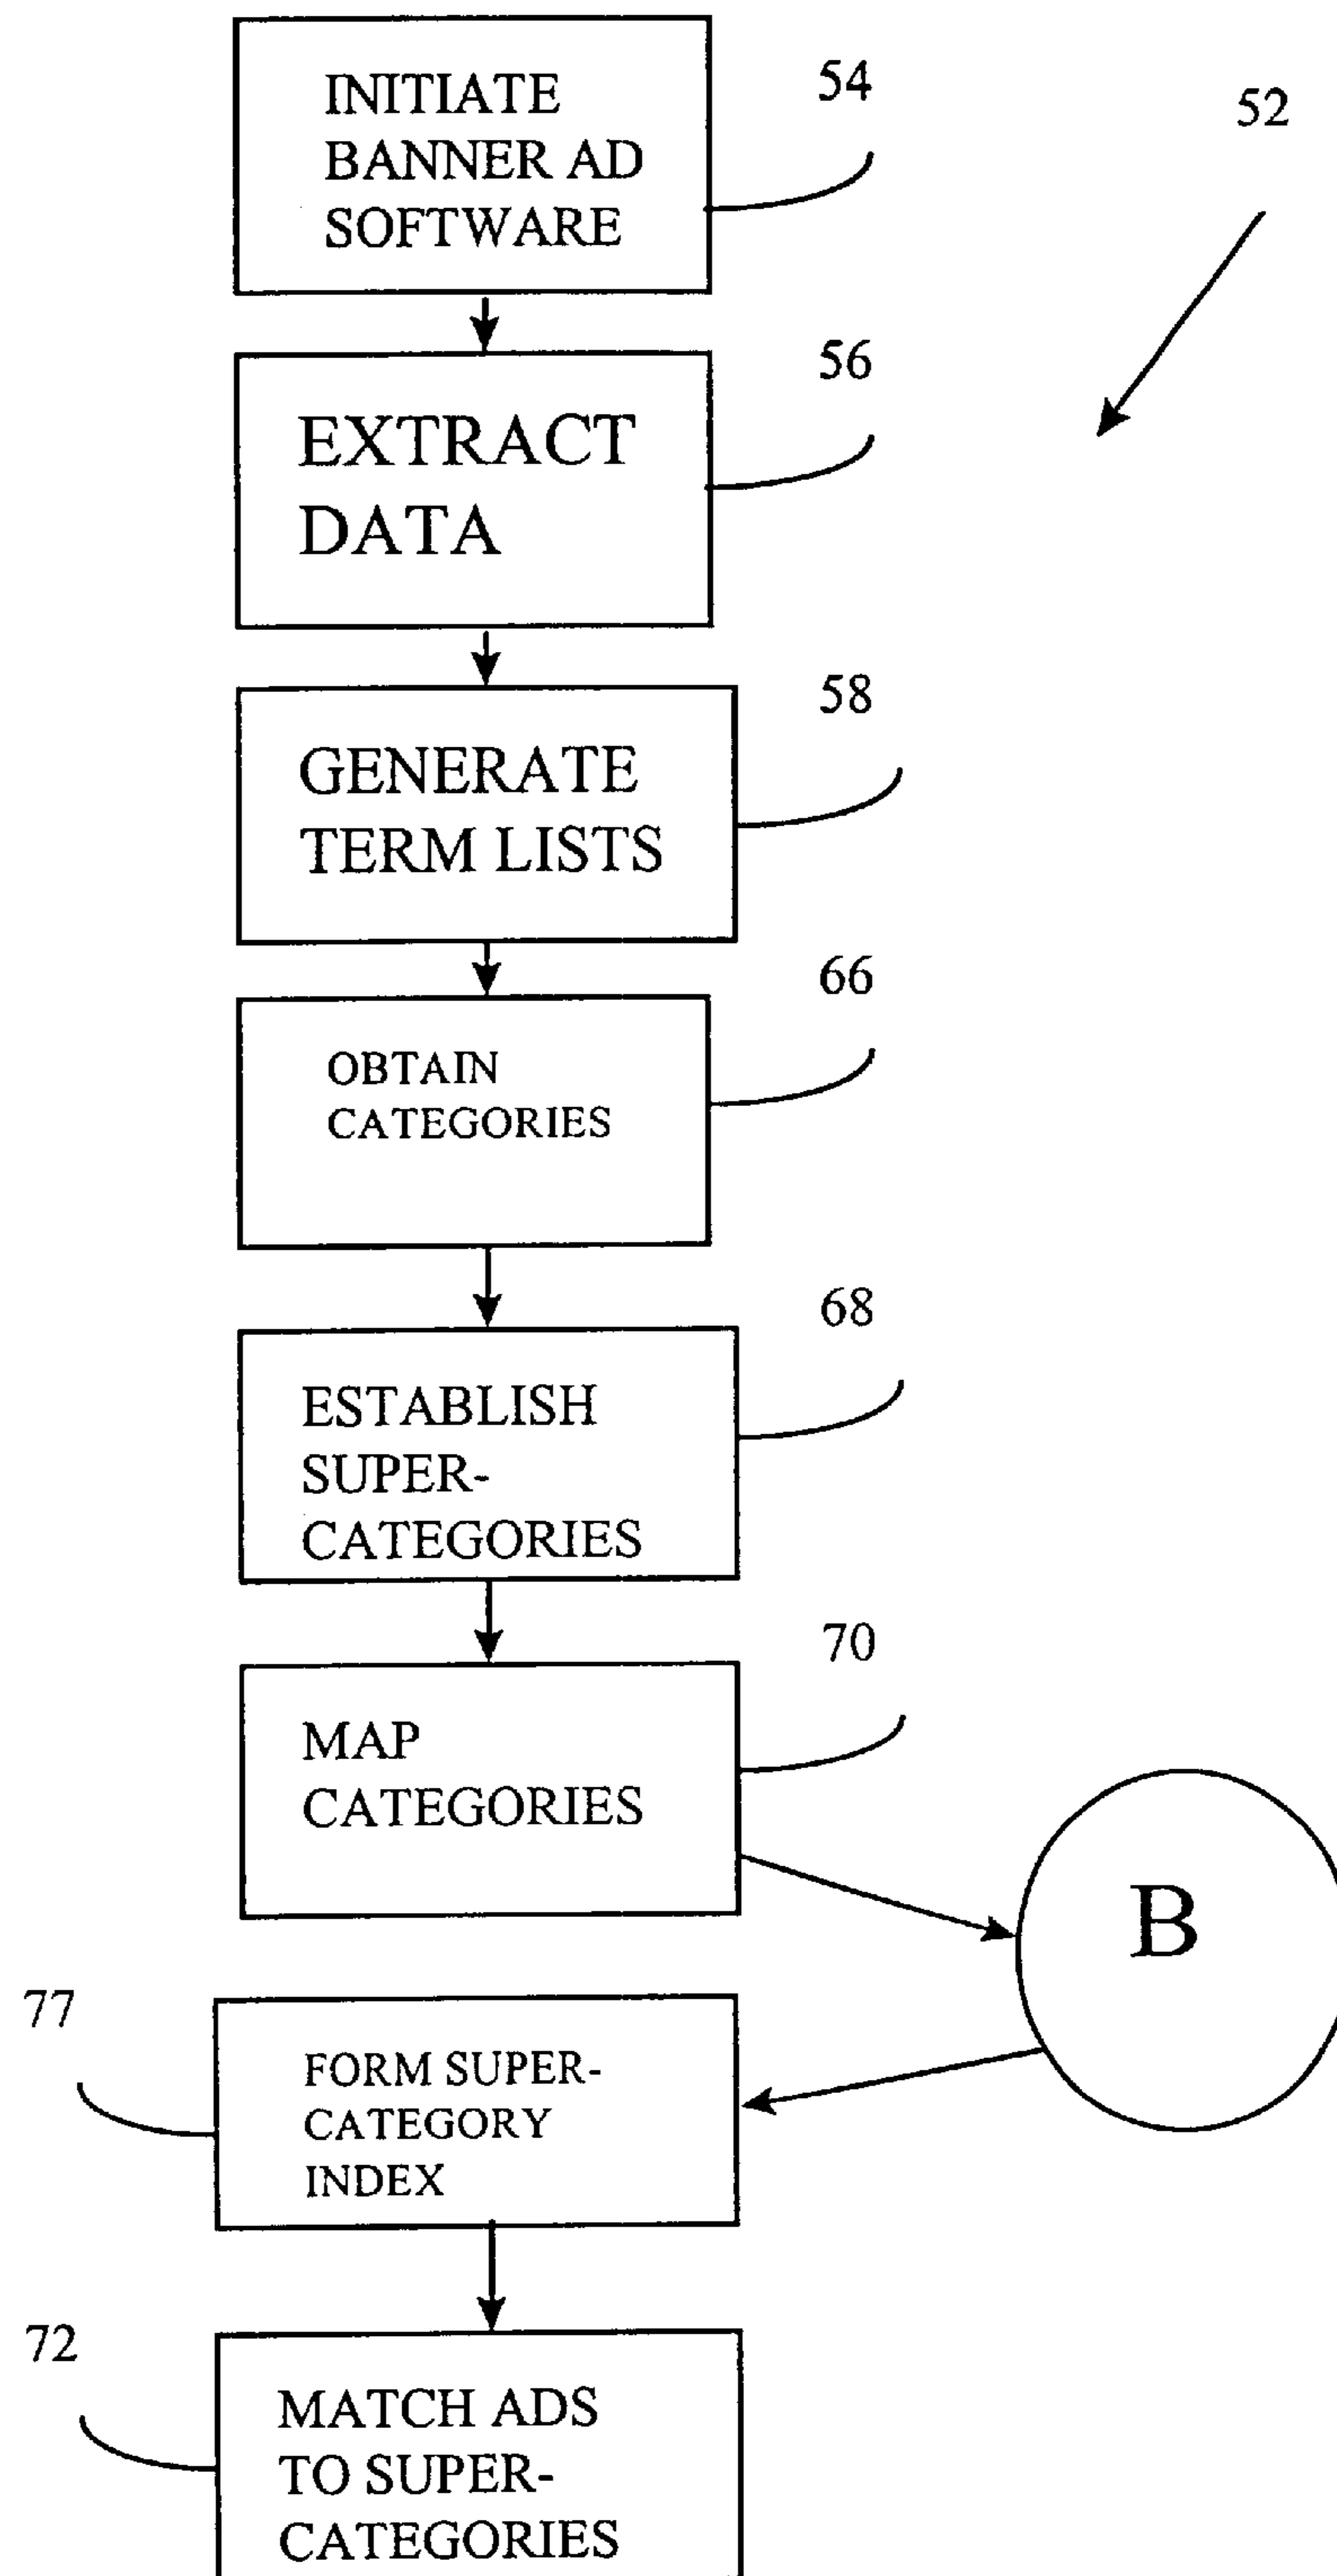 INITIATE
BANNER AD
SOFTWARE
54
52
EXTRACT
DATA
56
GENERATE
TERM LISTS
58
OBTAIN
CATEGORIES
66
ESTABLISH
SUPER-
CATEGORIES
68
MAP
CATEGORIES
70
B
77
FORM SUPER-
CATEGORY
INDEX
72
MATCH ADS
TO SUPER-
CATEGORIES